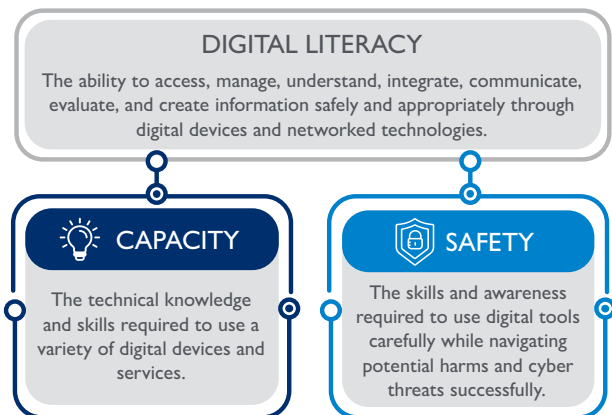 DIGITAL LITERACY
The ability to access, manage, understand, integrate, communicate,
evaluate, and create information safely and appropriately through
digital devices and networked technologies.
CAPACITY
The technical knowledge
and skills required to use a
variety of digital devices and
services.
SAFETY
The skills and awareness
required to use digital tools
carefully while navigating
potential harms and cyber
threats successfully.